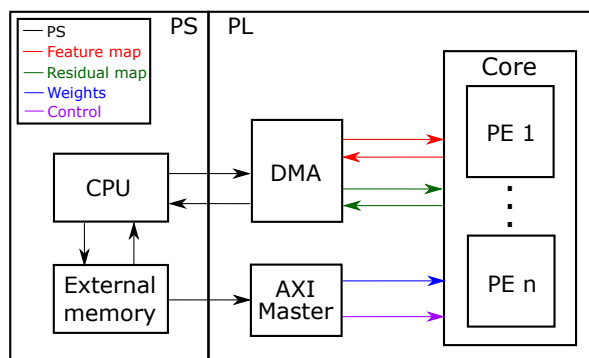 PS
Feature map
Residual map
Weights
Control
PS
PL
CPU
External
memory
DMA
AXI
Master
Core
PE 1
PE n